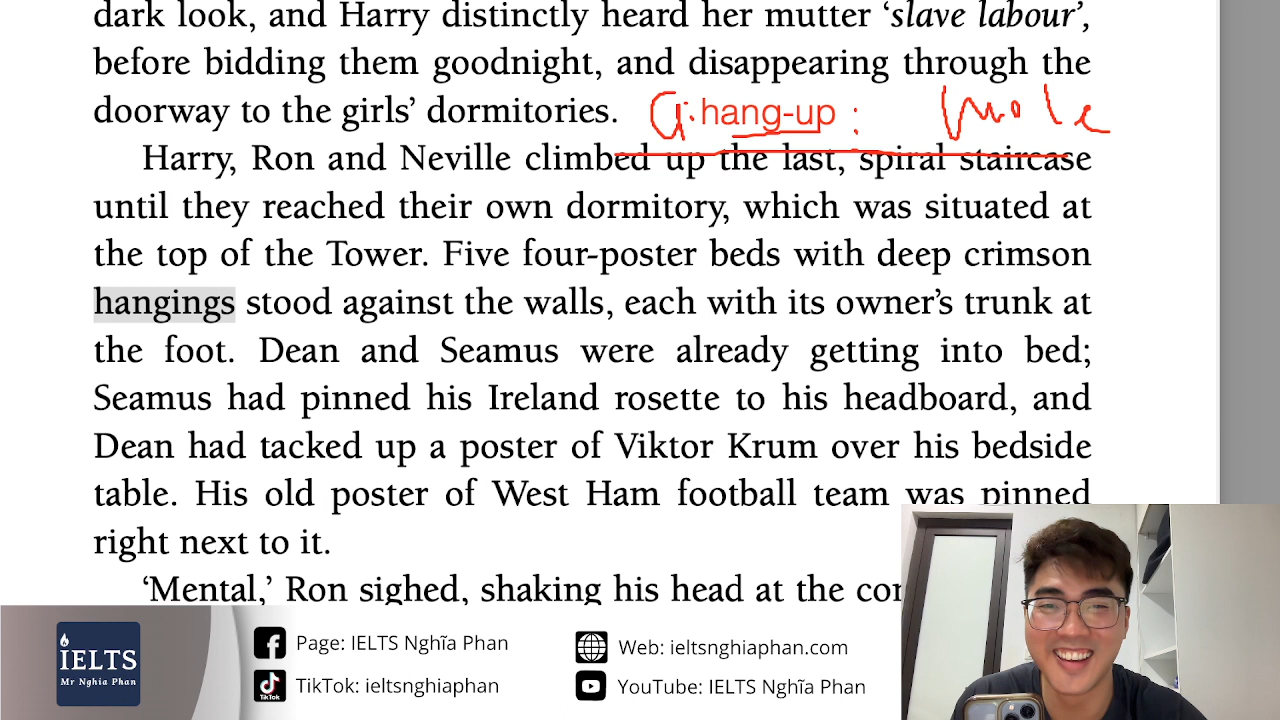 dark look, and Harry distinctly heard her mutter ‘slave labour’,
before bidding them goodnight, and disappearing through the
doorway to the girls’ dormitories.
G: hang-up : mole
Harry, Ron and Neville climbed up the last, spiral staircase
until they reached their own dormitory, which was situated at
the top of the Tower. Five four-poster beds with deep crimson
hangings stood against the walls, each with its owner’s trunk at
the foot. Dean and Seamus were already getting into bed;
Seamus had pinned his Ireland rosette to his headboard, and
Dean had tacked up a poster of Viktor Krum over his bedside
table. His old poster of West Ham football team was pinned
right next to it.
‘Mental,’ Ron sighed, shaking his head at the
IELTS
Mr Nghia Phan
Page: IELTS Nghĩa Phan
TikTok
TikTok: ieltsnghiaphan
Web: ieltsnghiaphan.com
YouTube: IELTS Nghĩa Phan